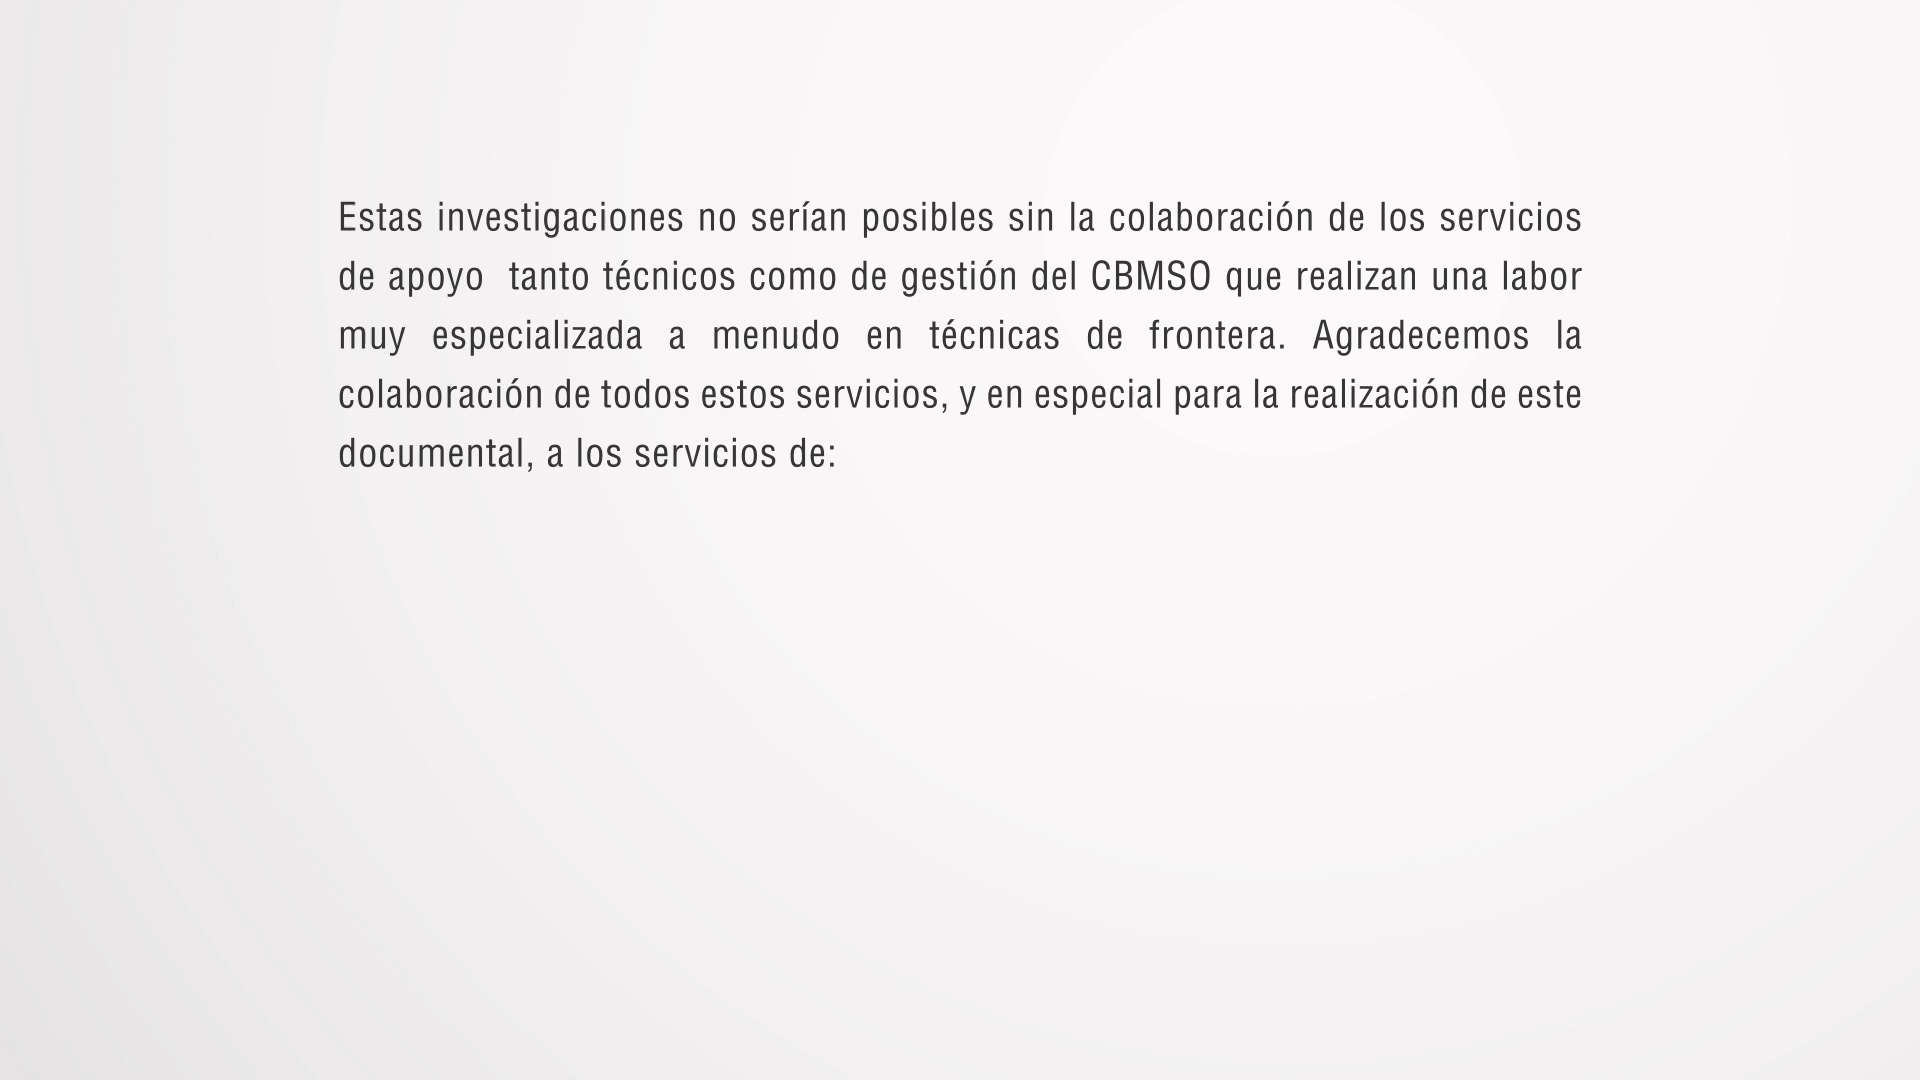 Estas investigaciones no serían posibles sin la colaboración de los servicios
de apoyo  tanto técnicos como de gestión del CBMSO que realizan una labor
muy especializada a menudo en técnicas de frontera. Agradecemos la
colaboración de todos estos servicios, y en especial para la realización de este
documental, a los servicios de: